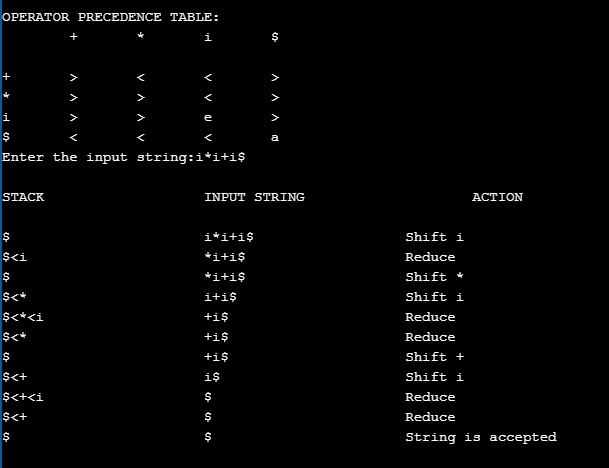 OPERATOR PRECEDENCE TABLE:
+ * i $
+ > < < >
* > > < >
i > > e >
$ < < < a
Enter the input string:i*i+i$
STACK INPUT STRING ACTION
$ i*i+i$ Shift i
$<i *i+i$ Reduce
$ *i+i$ Shift *
$<* i+i$ Shift i
$<*<i +i$ Reduce
$<* +i$ Reduce
$ +i$ Shift +
$<+ i$ Shift i
$<+<i $ Reduce
$<+ $ Reduce
$ $ String is accepted